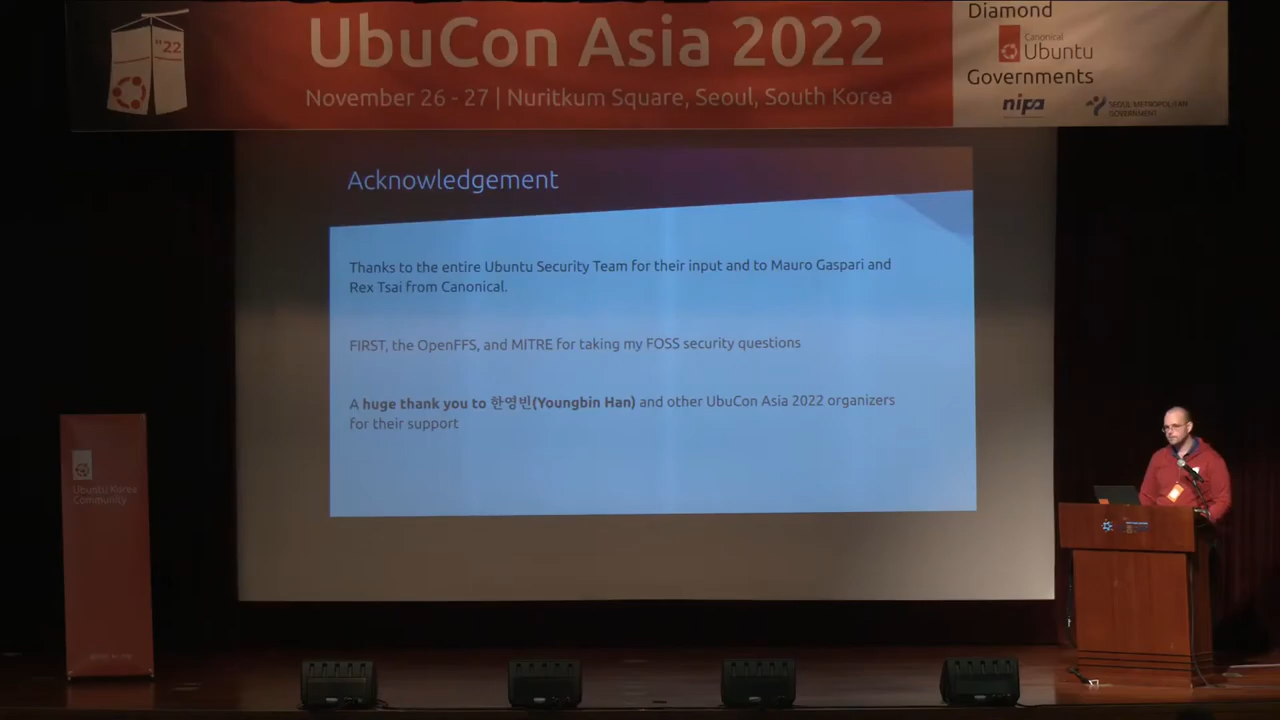 UbuCon Asia 2022
November 26 - 27 | Nuritkum Square, Seoul, South Korea
22
Diamond
Canonical
Ubuntu
Governments
nipa
SEOUL METROPOLITAN
GOVERNMENT
Acknowledgement
Thanks to the entire Ubuntu Security Team for their input and to Mauro Gaspari and
Rex Tsai from Canonical.
FIRST, the OpenFFS, and MITRE for taking my FOSS security questions
A huge thank you to 한영빈(Youngbin Han) and other UbuCon Asia 2022 organizers
for their support
Ubuntu Korea
Community